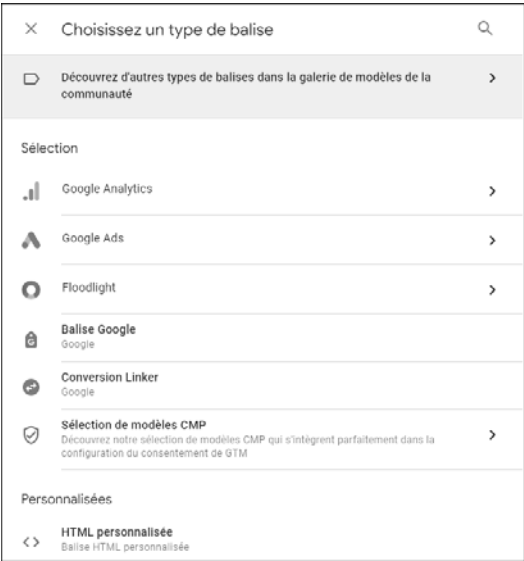 Choisissez un type de balise
Découvrez d'autres types de balises dans la galerie de modèles de la
communauté
Sélection
Google Analytics
Google Ads
Floodlight
Balise Google
Google
Conversion Linker
Google
Sélection de modèles CMP
Découvrez notre sélection de modèles CMP qui s'intègrent parfaitement dans la
configuration du consentement de GTM
Personnalisées
HTML personnalisée
Balise HTML personnalisée